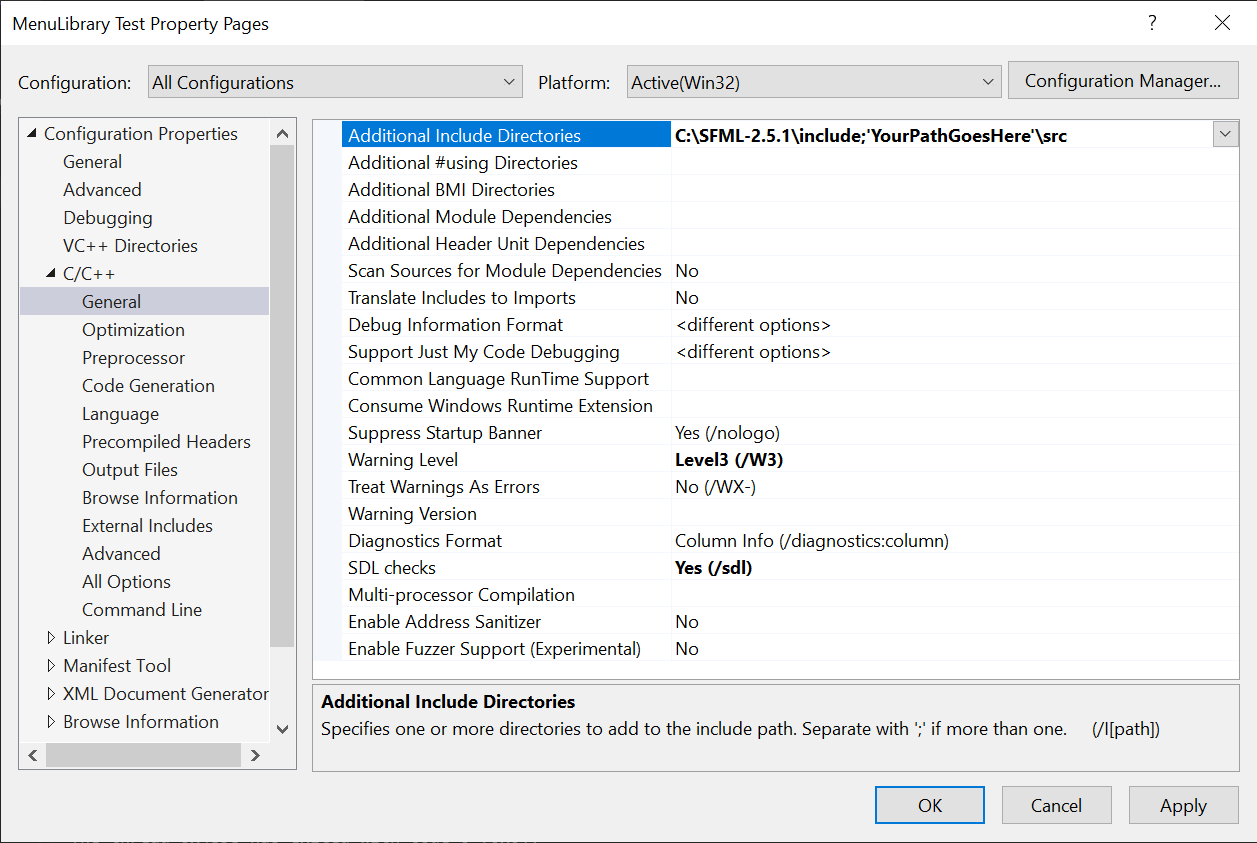 MenuLibrary Test Property Pages
?
Configuration: All Configurations Platform: Active(Win32) Configuration Manager...
Configuration Properties
General
Advanced
Debugging
VC++ Directories
C/C++
General
Optimization
Preprocessor
Code Generation
Language
Precompiled Headers
Output Files
Browse Information
External Includes
Advanced
All Options
Command Line
Linker
Manifest Tool
XML Document Generator
Browse Information
Additional Include Directories C:\SFML-2.5.1\include;'YourPathGoesHere'\src
Additional #using Directories
Additional BMI Directories
Additional Module Dependencies
Additional Header Unit Dependencies
Scan Sources for Module Dependencies No
Translate Includes to Imports No
Debug Information Format <different options>
Support Just My Code Debugging <different options>
Common Language RunTime Support
Consume Windows Runtime Extension
Suppress Startup Banner Yes (/nologo)
Warning Level Level3 (/W3)
Treat Warnings As Errors No (/WX-)
Warning Version
Diagnostics Format Column Info (/diagnostics:column)
SDL checks Yes (/sdl)
Multi-processor Compilation
Enable Address Sanitizer No
Enable Fuzzer Support (Experimental) No
Additional Include Directories
Specifies one or more directories to add to the include path. Separate with ';' if more than one. (/I[path])
OK Cancel Apply